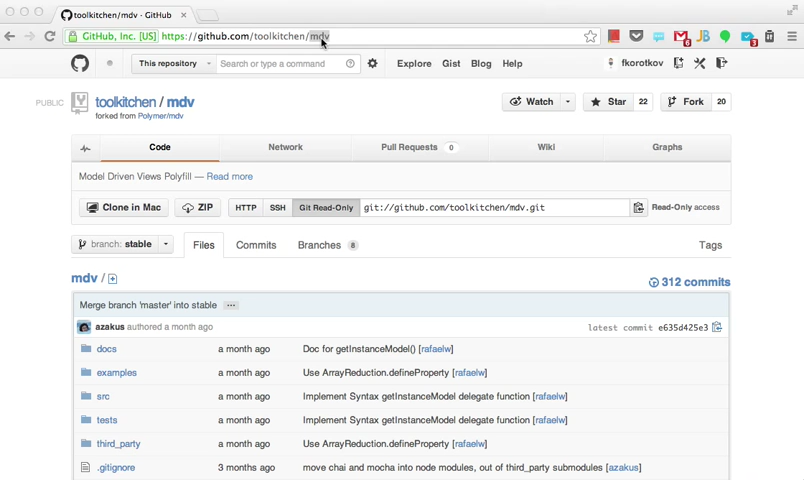 toolkitchen/mdv · GitHub
GitHub, Inc. [US] https://github.com/toolkitchen/mdv
6 JB 3
This repository Search or type a command Explore Gist Blog Help fkorotkov
PUBLIC toolkitchen / mdv Watch Star 22 Fork 20
forked from Polymer/mdv
Code Network Pull Requests 0 Wiki Graphs
Model Driven Views Polyfill — Read more
Clone in Mac ZIP HTTP SSH Git Read-Only git://github.com/toolkitchen/mdv.git Read-Only access
branch: stable Files Commits Branches 8 Tags
mdv / 312 commits
Merge branch 'master' into stable ...
azakus authored a month ago latest commit e635d425e3
docs a month ago Doc for getInstanceModel() [rafaelw]
examples a month ago Use ArrayReduction.defineProperty [rafaelw]
src a month ago Implement Syntax getInstanceModel delegate function [rafaelw]
tests a month ago Implement Syntax getInstanceModel delegate function [rafaelw]
third_party a month ago Use ArrayReduction.defineProperty [rafaelw]
.gitignore 3 months ago move chai and mocha into node modules, out of third_party submodules [azakus]